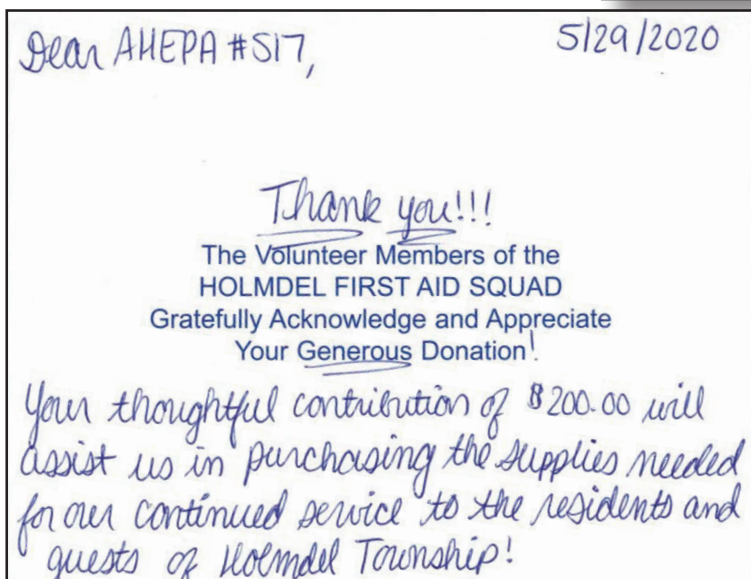 Dear AHEPA #517, 5/29/2020
Thank you!!!
The Volunteer Members of the
HOLMDEL FIRST AID SQUAD
Gratefully Acknowledge and Appreciate
Your Generous Donation!
Your thoughtful contribution of $200.00 will
assist us in purchasing the supplies needed
for our continued service to the residents and
guests of Holmdel Township!